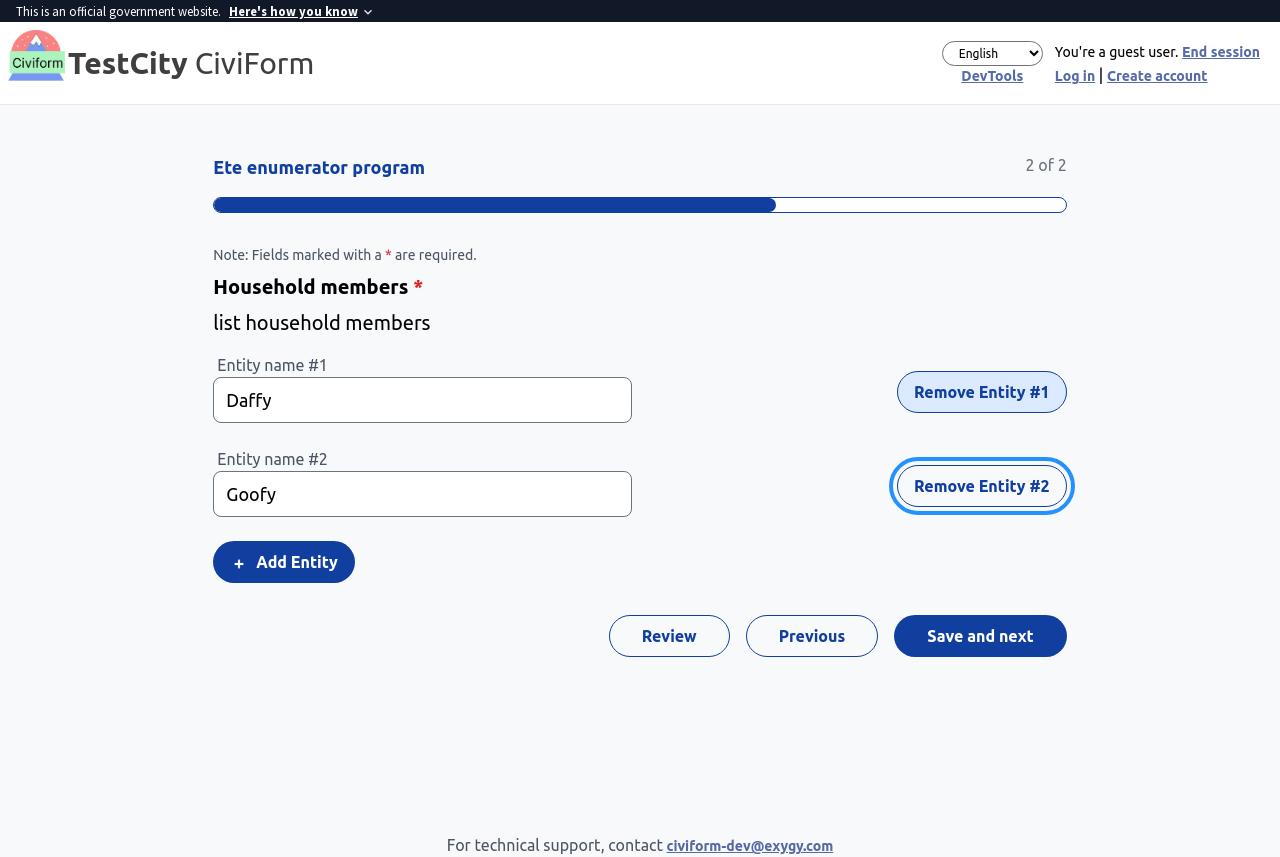 This is an official government website. Here's how you know
Civiform
TestCity CiviForm
English
You're a guest user. End session
DevTools
Log in | Create account
Ete enumerator program
2 of 2
Note: Fields marked with a * are required.
Household members *
list household members
Entity name #1
Daffy
Remove Entity #1
Entity name #2
Goofy
Remove Entity #2
+ Add Entity
Review
Previous
Save and next
For technical support, contact civiform-dev@exygy.com